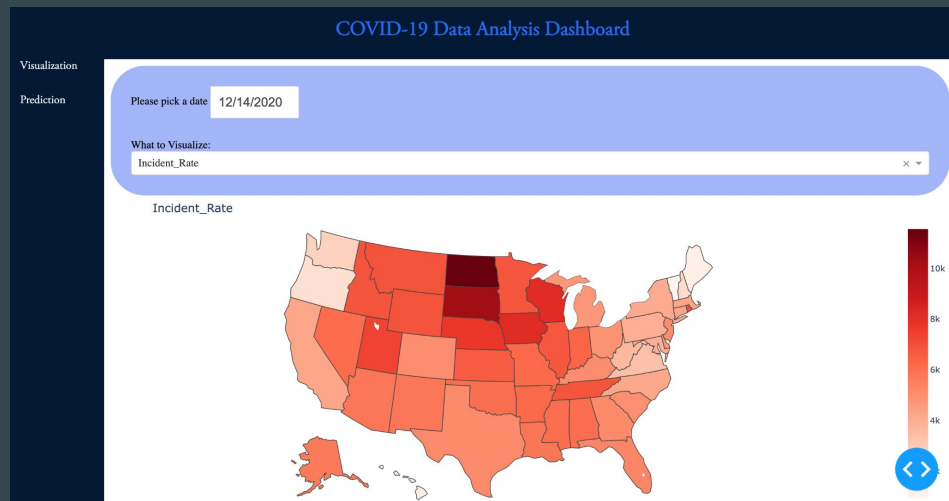 COVID-19 Data Analysis Dashboard
Visualization
Prediction
Please pick a date 12/14/2020
What to Visualize:
Incident_Rate
Incident_Rate
10k
8k
6k
4k